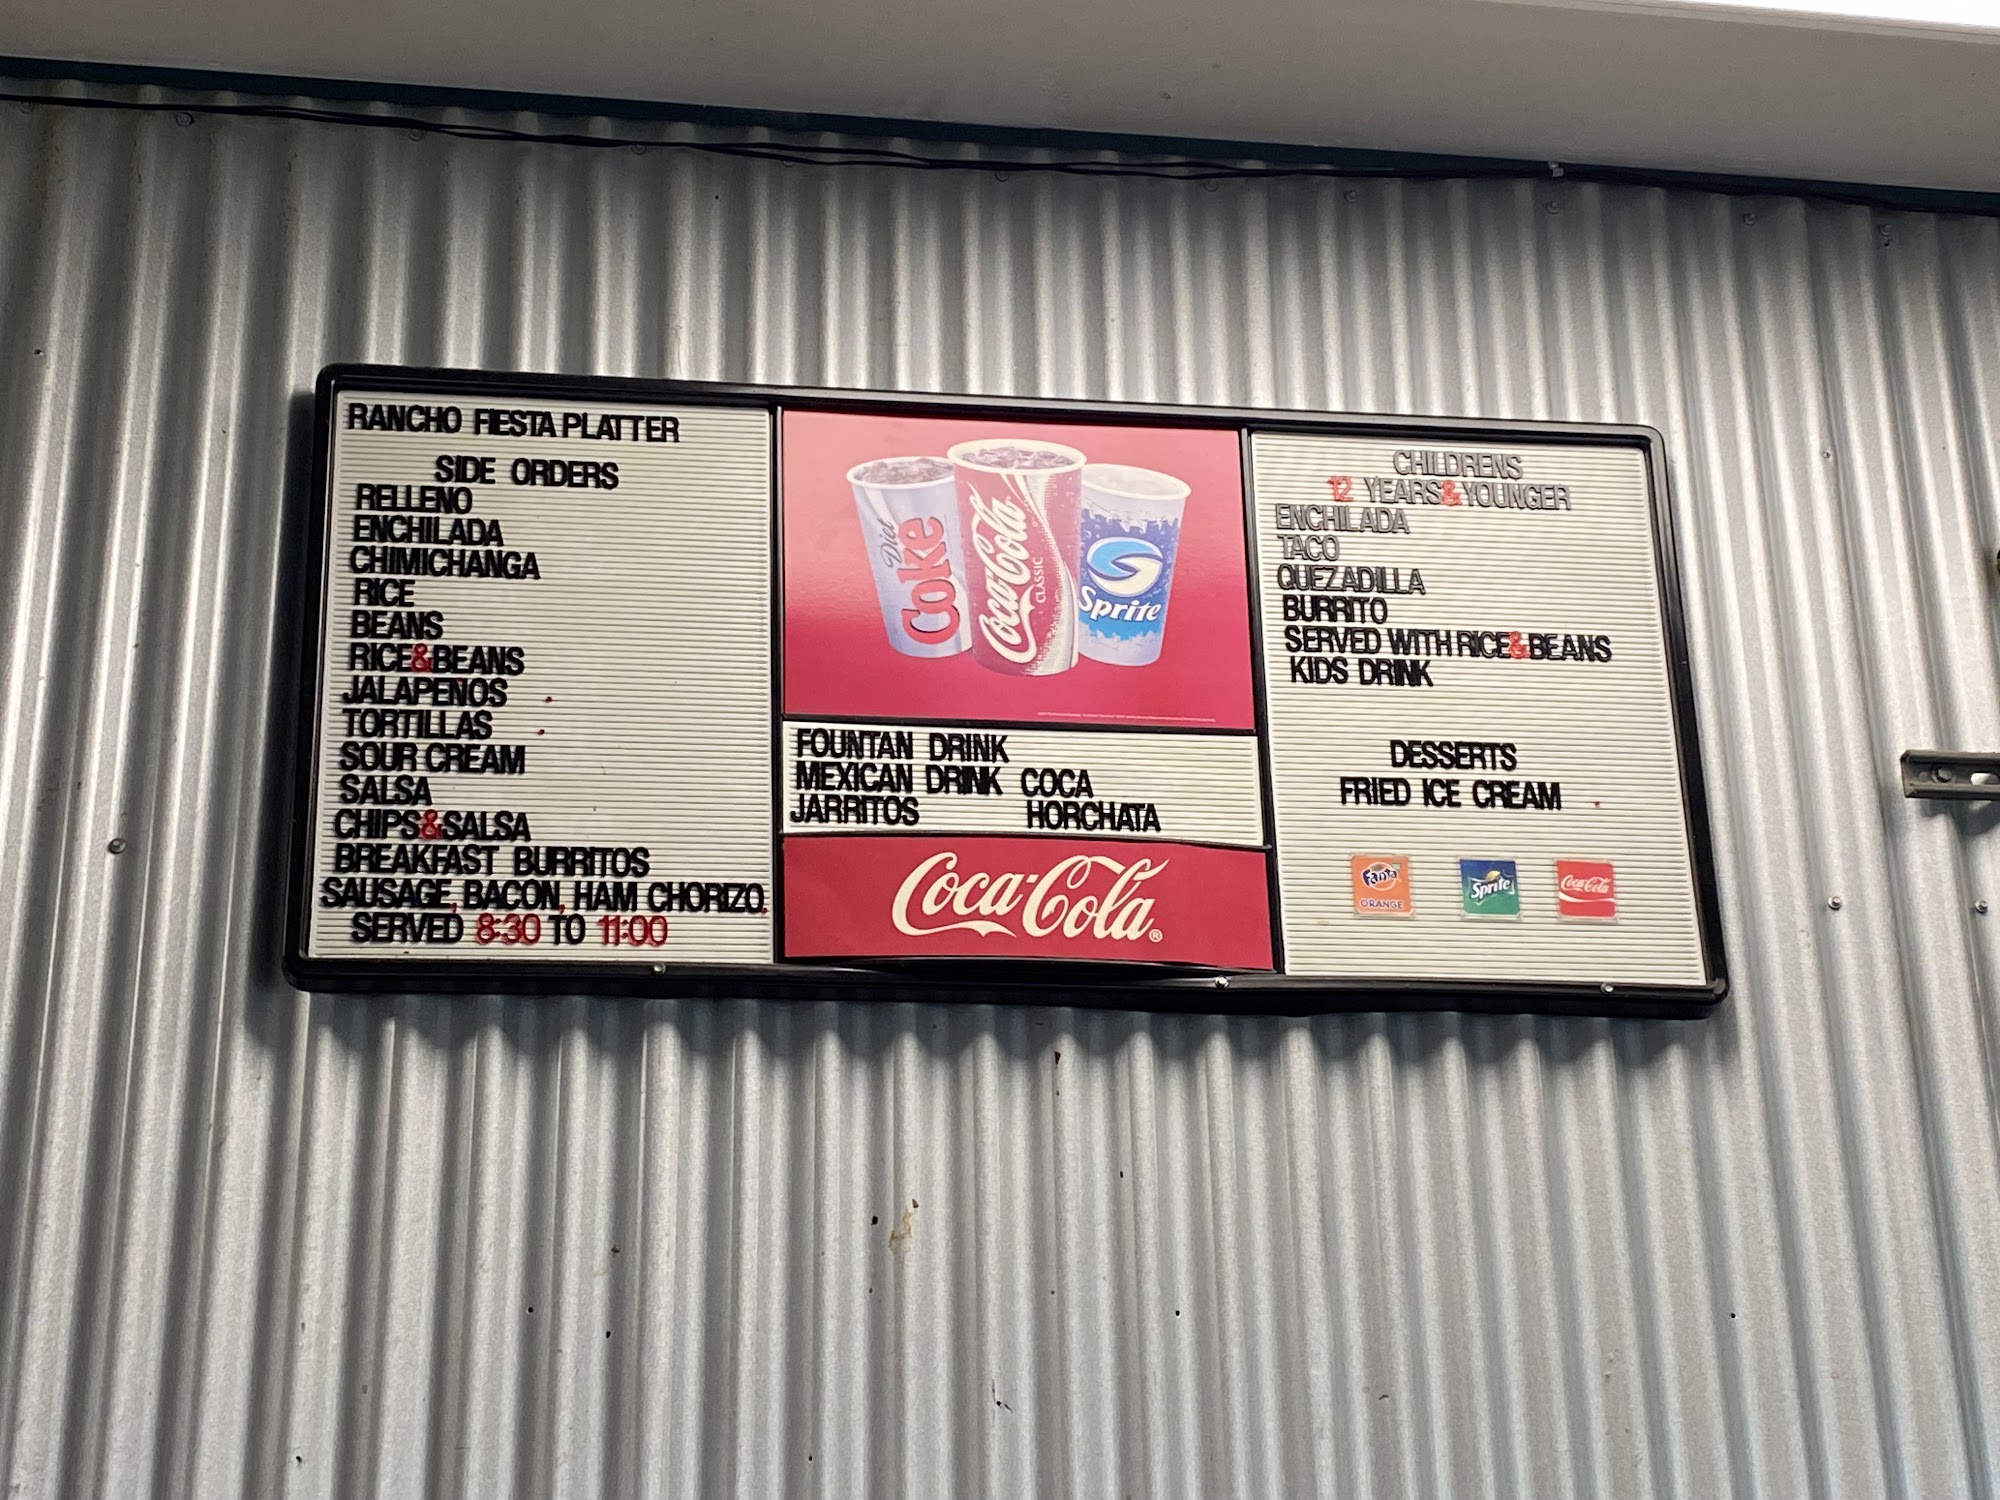 RANCHO FIESTA PLATTER
SIDE ORDERS
RELLENO
ENCHILADA
CHIMICHANGA
RICE
BEANS
RICE&BEANS
JALAPENOS
TORTILLAS
SOUR CREAM
SALSA
CHIPS&SALSA
BREAKFAST BURRITOS
SAUSAGE, BACON, HAM CHORIZO.
SERVED 8:30 TO 11:00
Diet Coke
Coca-Cola CLASSIC
Sprite
FOUNTAN DRINK
MEXICAN DRINK COCA
JARRITOS HORCHATA
Coca-Cola®
CHILDRENS
12 YEARS&YOUNGER
ENCHILADA
TACO
QUEZADILLA
BURRITO
SERVED WITH RICE&BEANS
KIDS DRINK
DESSERTS
FRIED ICE CREAM
Fanta ORANGE
Sprite
Coca-Cola